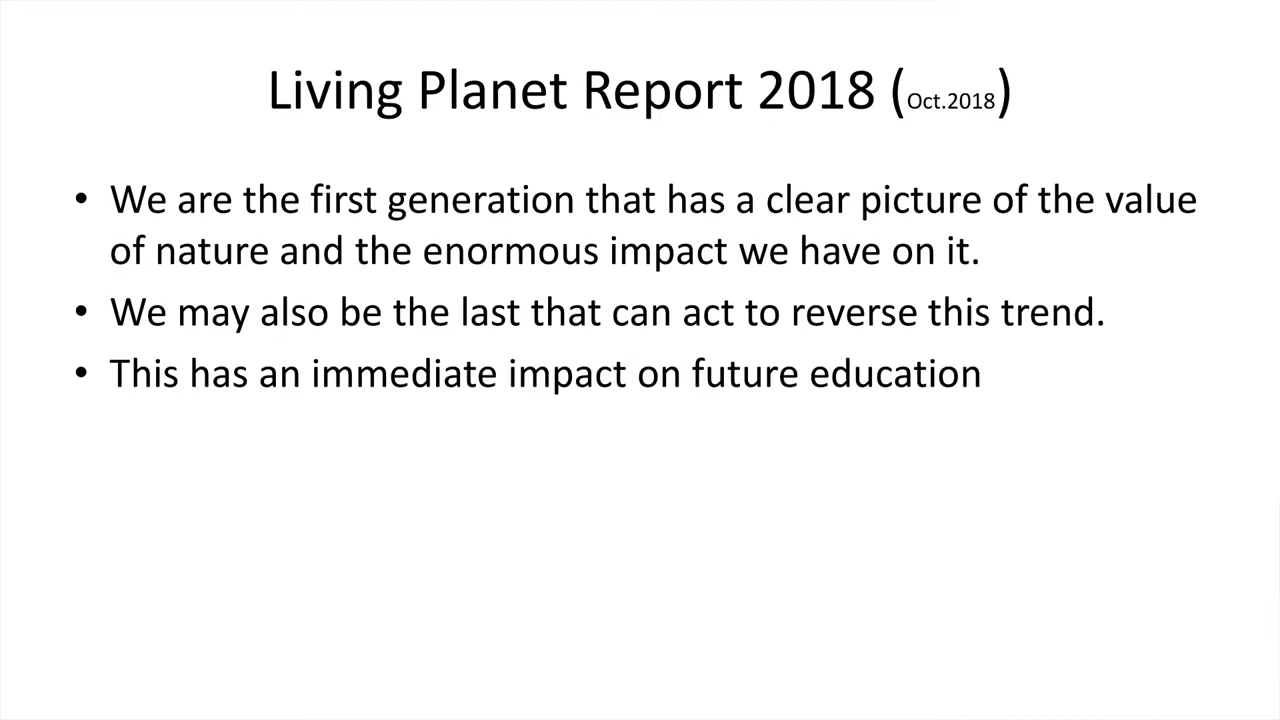 Living Planet Report 2018 (Oct.2018)
• We are the first generation that has a clear picture of the value
of nature and the enormous impact we have on it.
• We may also be the last that can act to reverse this trend.
• This has an immediate impact on future education